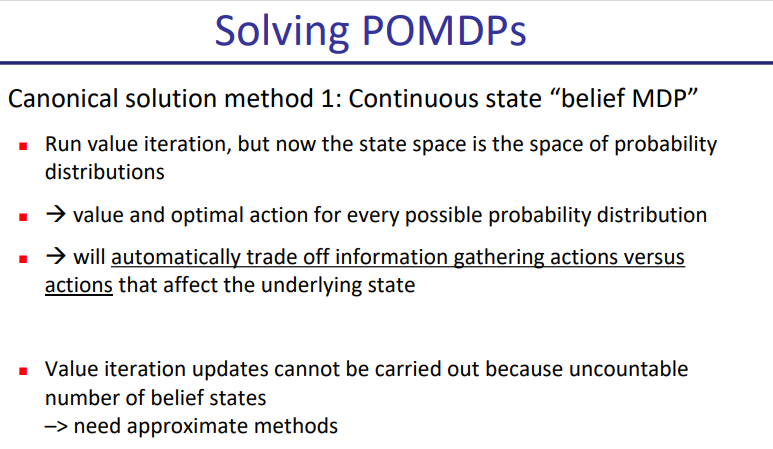 Solving POMDPs
Canonical solution method 1: Continuous state “belief MDP”
▪ Run value iteration, but now the state space is the space of probability
distributions
▪ → value and optimal action for every possible probability distribution
▪ → will automatically trade off information gathering actions versus
actions that affect the underlying state
▪ Value iteration updates cannot be carried out because uncountable
number of belief states
–> need approximate methods